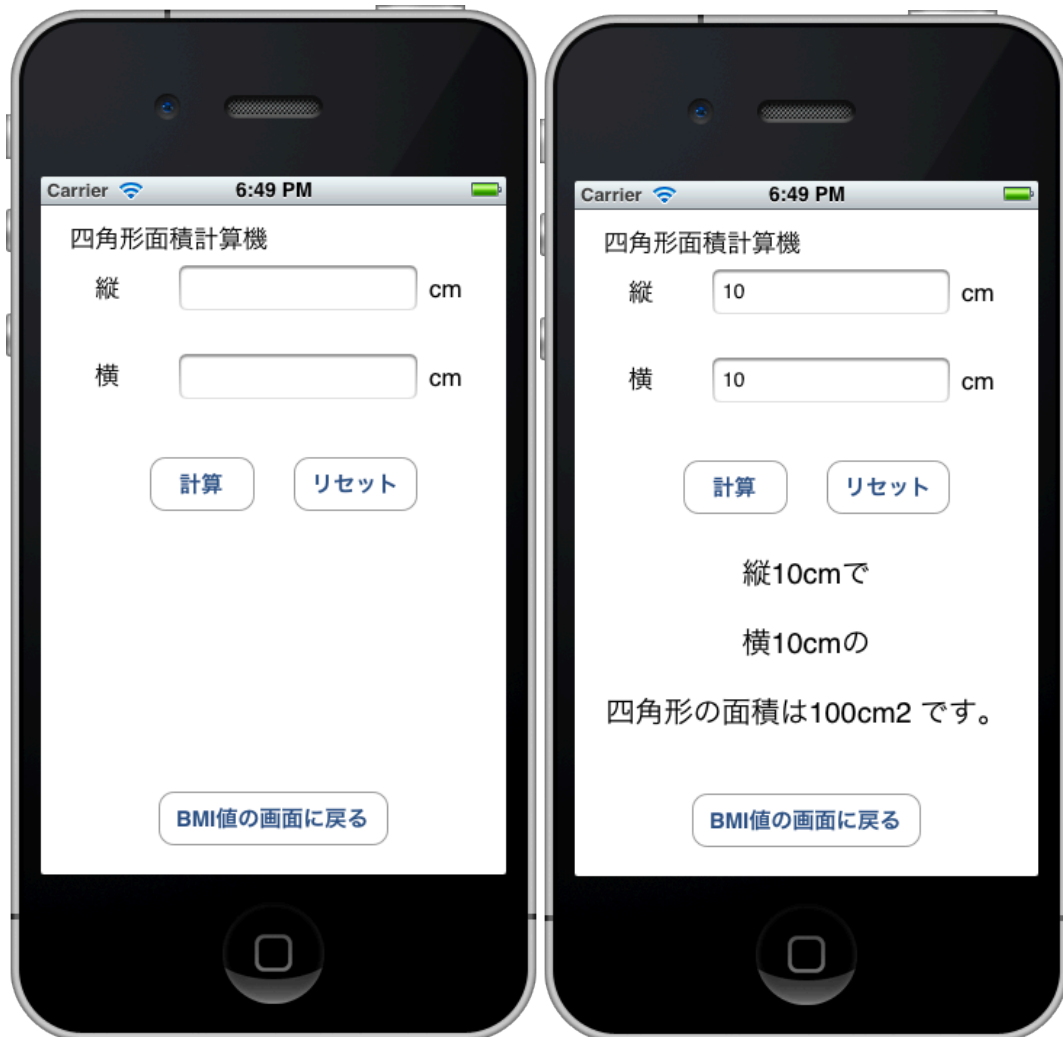 Carrier 6:49 PM
四角形面積計算機
縦 cm
横 cm
計算 リセット
BMI値の画面に戻る
Carrier 6:49 PM
四角形面積計算機
縦 10 cm
横 10 cm
計算 リセット
縦10cmで
横10cmの
四角形の面積は100cm2 です。
BMI値の画面に戻る